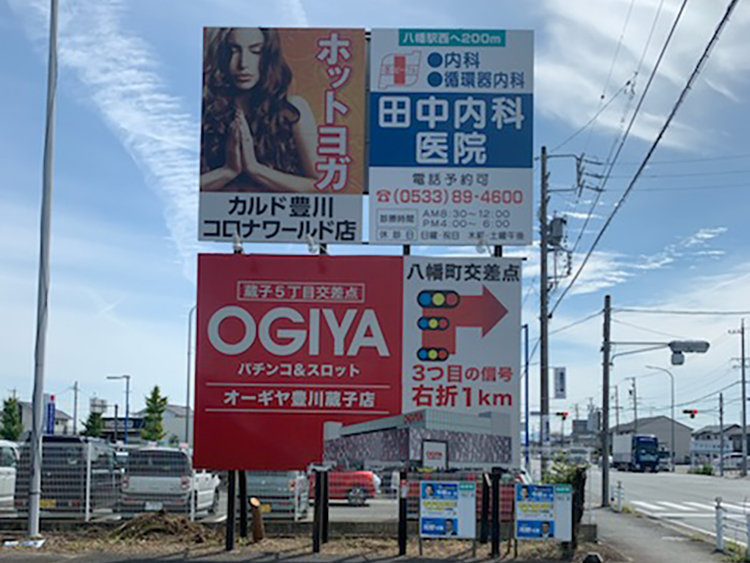 ホットヨガ
カルド豊川
コロナワールド店
八幡駅西へ200m
●内科
●循環器内科
田中内科
医院
電話予約可
☎(0533)89-4600
診療時間 AM8:30~12:00
PM4:00~6:00
休診日 日曜・祝日 木曜・土曜午後
蔵子5丁目交差点
OGIYA
パチンコ&スロット
オーギヤ豊川蔵子店
八幡町交差点
3つ目の信号
右折1km
OGIYA